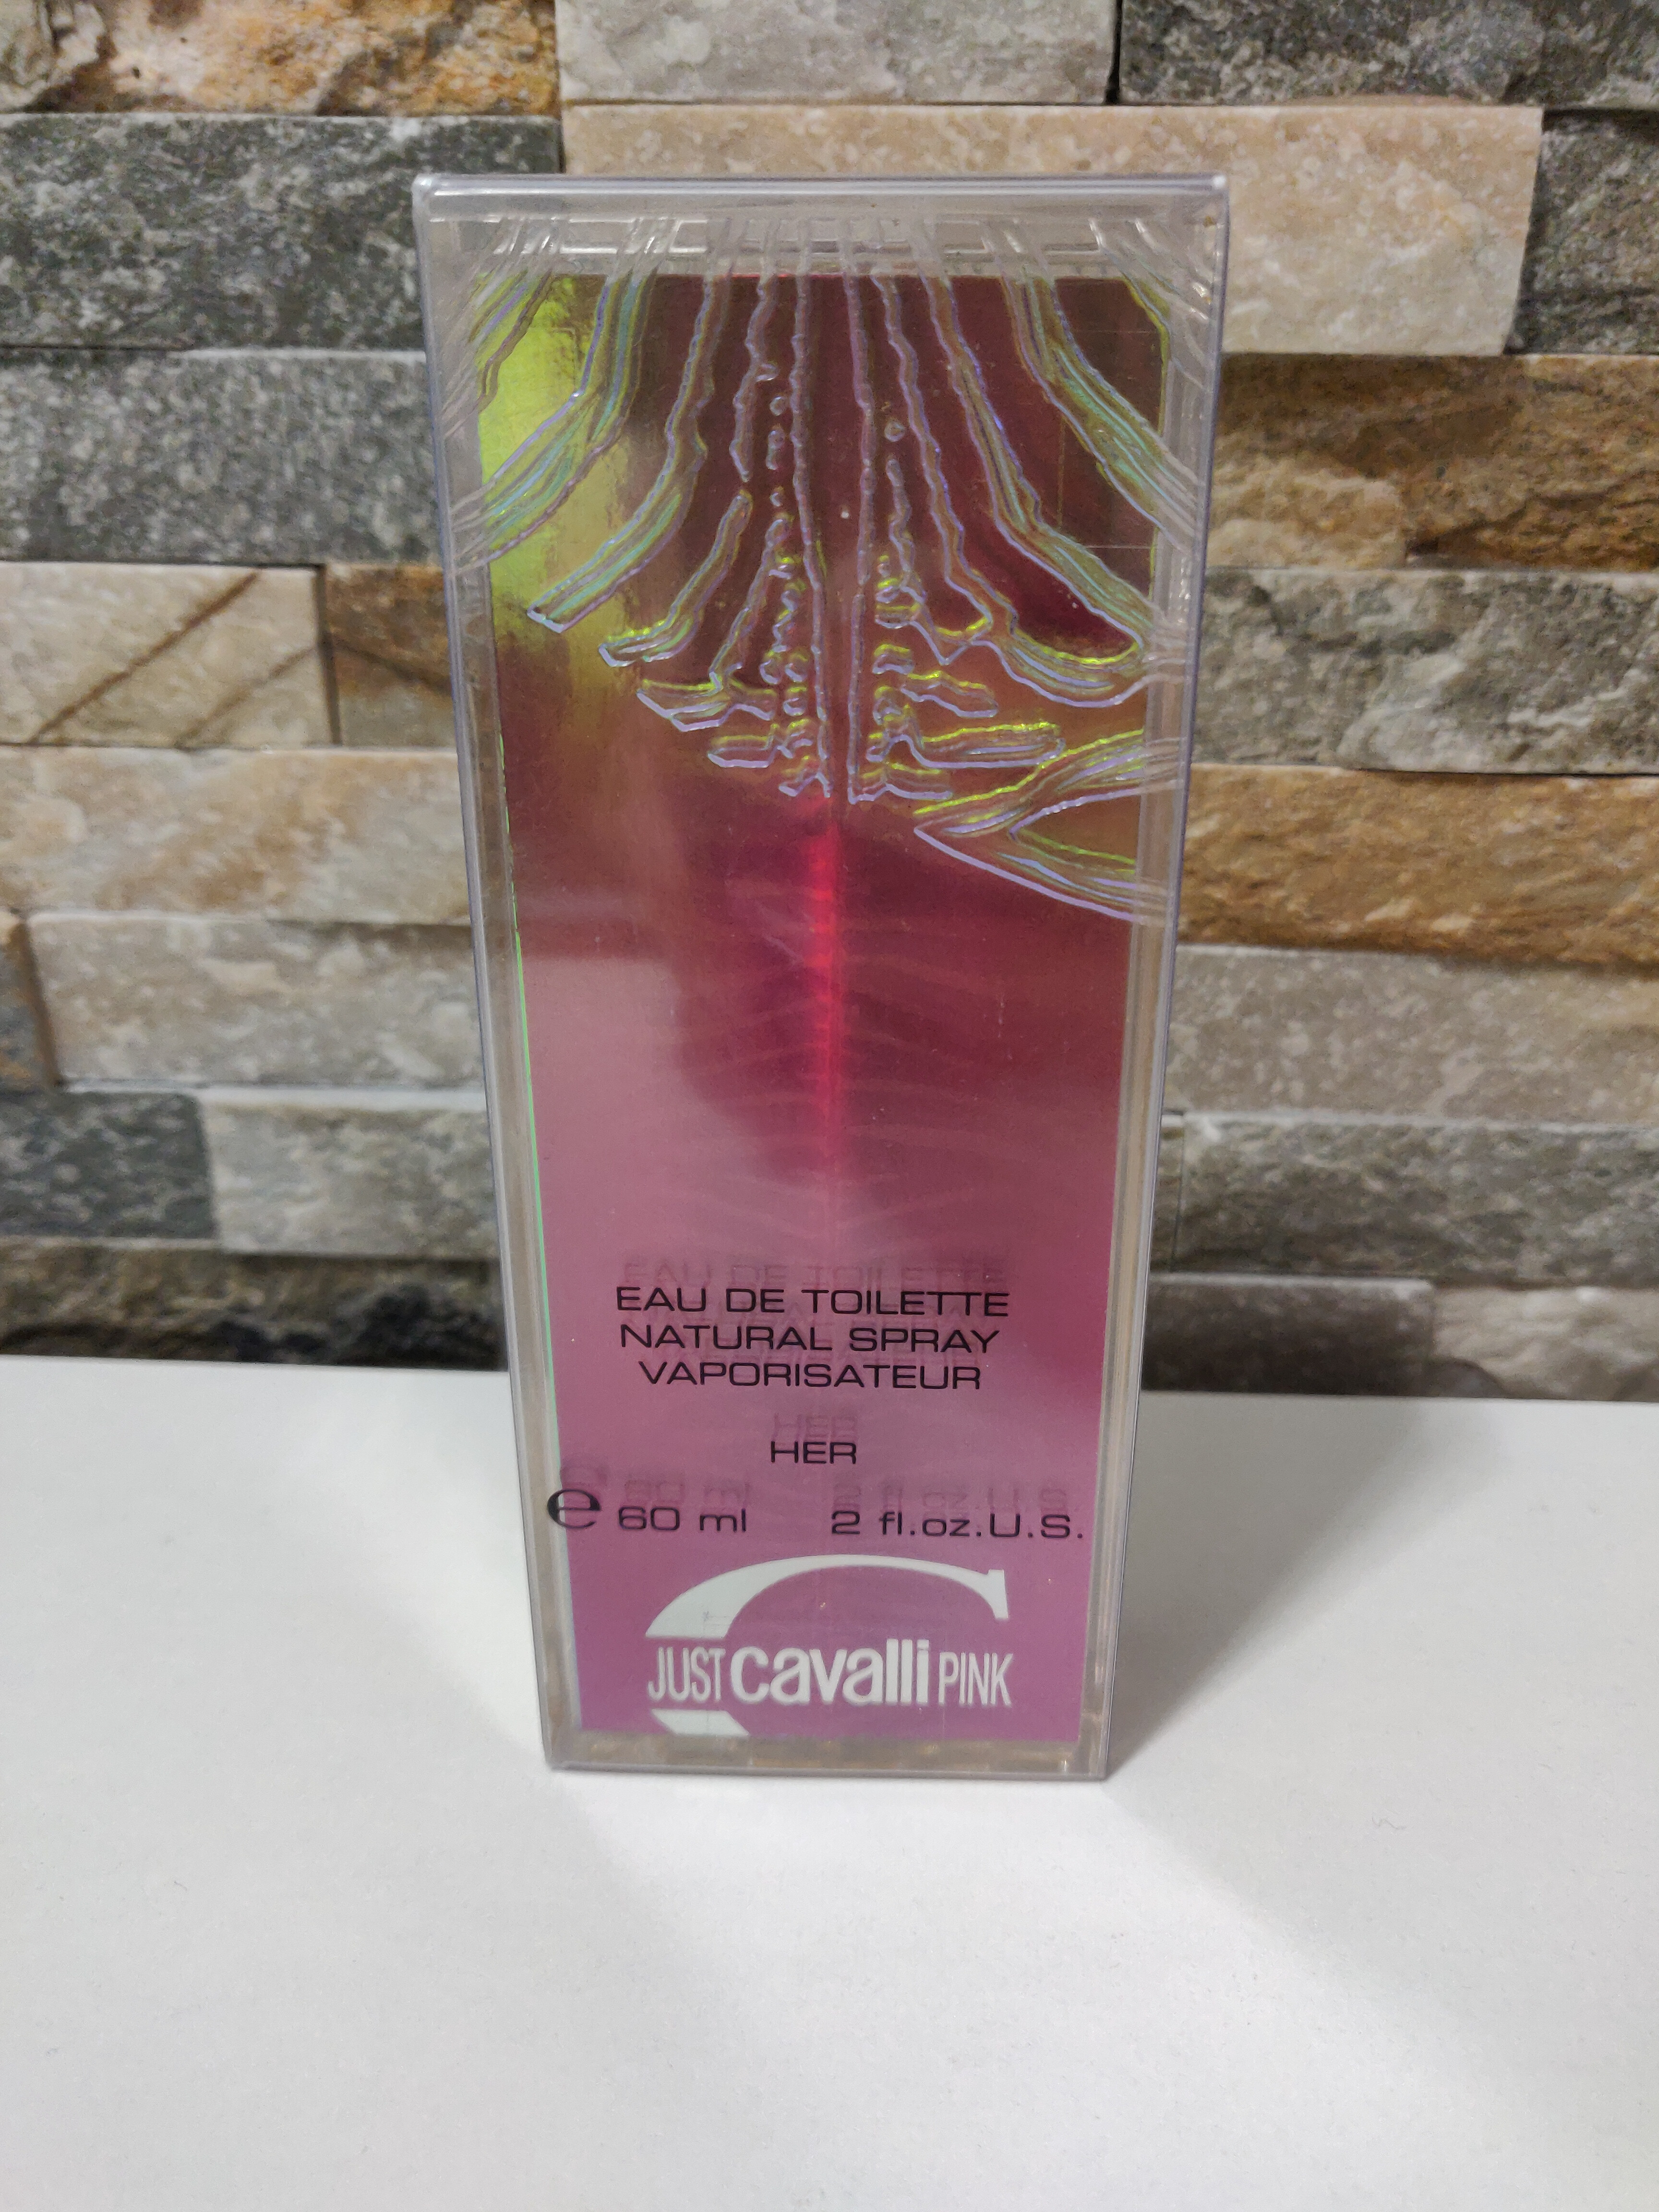 EAU DE TOILETTE
NATURAL SPRAY
VAPORISATEUR
HER
℮ 60 ml 2 fl.oz.U.S.
JUST cavalli PINK